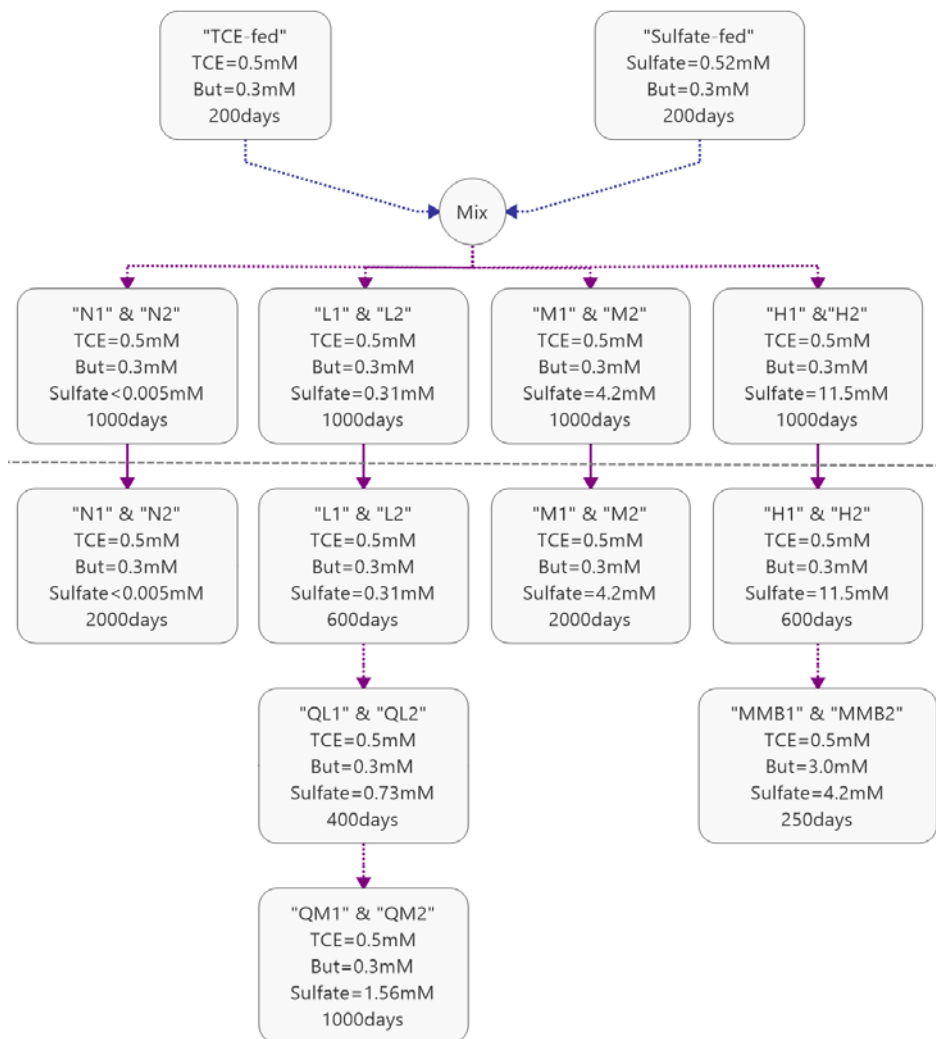 "TCE-fed"
TCE=0.5mM
But=0.3mM
200days
"Sulfate-fed"
Sulfate=0.52mM
But=0.3mM
200days
Mix
"N1" & "N2"
TCE=0.5mM
But=0.3mM
Sulfate<0.005mM
1000days
"L1" & "L2"
TCE=0.5mM
But=0.3mM
Sulfate=0.31mM
1000days
"M1" & "M2"
TCE=0.5mM
But=0.3mM
Sulfate=4.2mM
1000days
"H1" &"H2"
TCE=0.5mM
But=0.3mM
Sulfate=11.5mM
1000days
"N1" & "N2"
TCE=0.5mM
But=0.3mM
Sulfate<0.005mM
2000days
"L1" & "L2"
TCE=0.5mM
But=0.3mM
Sulfate=0.31mM
600days
"M1" & "M2"
TCE=0.5mM
But=0.3mM
Sulfate=4.2mM
2000days
"H1" & "H2"
TCE=0.5mM
But=0.3mM
Sulfate=11.5mM
600days
"QL1" & "QL2"
TCE=0.5mM
But=0.3mM
Sulfate=0.73mM
400days
"MMB1" & "MMB2"
TCE=0.5mM
But=3.0mM
Sulfate=4.2mM
250days
"QM1" & "QM2"
TCE=0.5mM
But=0.3mM
Sulfate=1.56mM
1000days